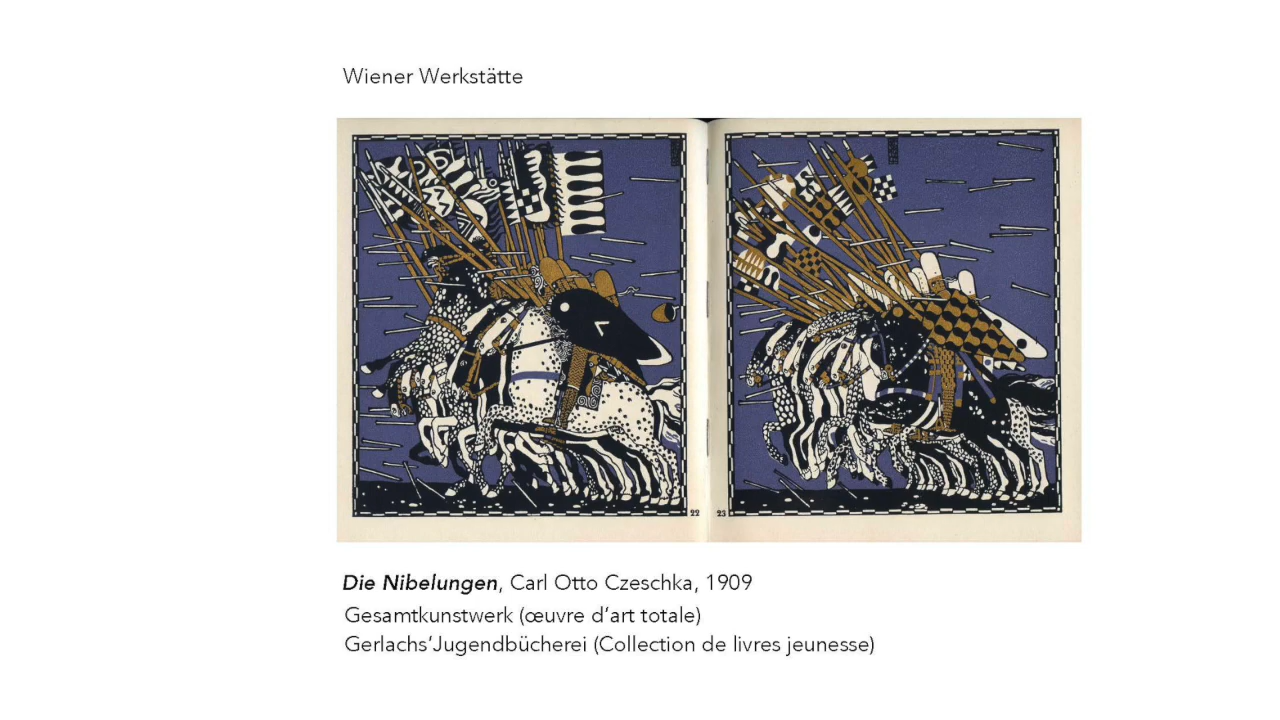 Wiener Werkstätte
22 23
Die Nibelungen, Carl Otto Czeschka, 1909
Gesamtkunstwerk (œuvre d’art totale)
Gerlachs’Jugendbücherei (Collection de livres jeunesse)